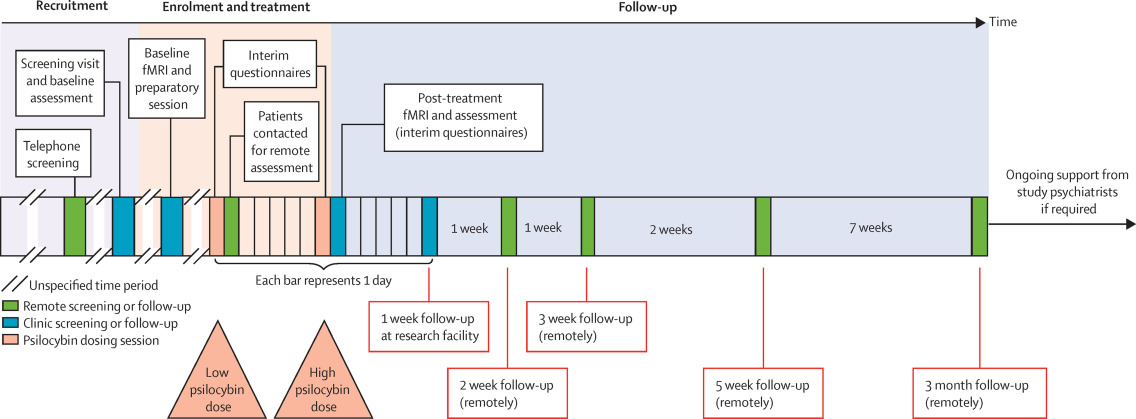 Recruitment
Enrolment and treatment
Follow-up
Time
Screening visit
and baseline
assessment
Baseline
fMRI and
preparatory
session
Interim
questionnaires
Post-treatment
fMRI and assessment
(interim questionnaires)
Telephone
screening
Patients
contacted
for remote
assessment
Ongoing support from
study psychiatrists
if required
1 week
1 week
2 weeks
7 weeks
Each bar represents 1 day
Unspecified time period
Remote screening or follow-up
Clinic screening or follow-up
Psilocybin dosing session
1 week follow-up
at research facility
3 week follow-up
(remotely)
Low
psilocybin
dose
High
psilocybin
dose
2 week follow-up
(remotely)
5 week follow-up
(remotely)
3 month follow-up
(remotely)